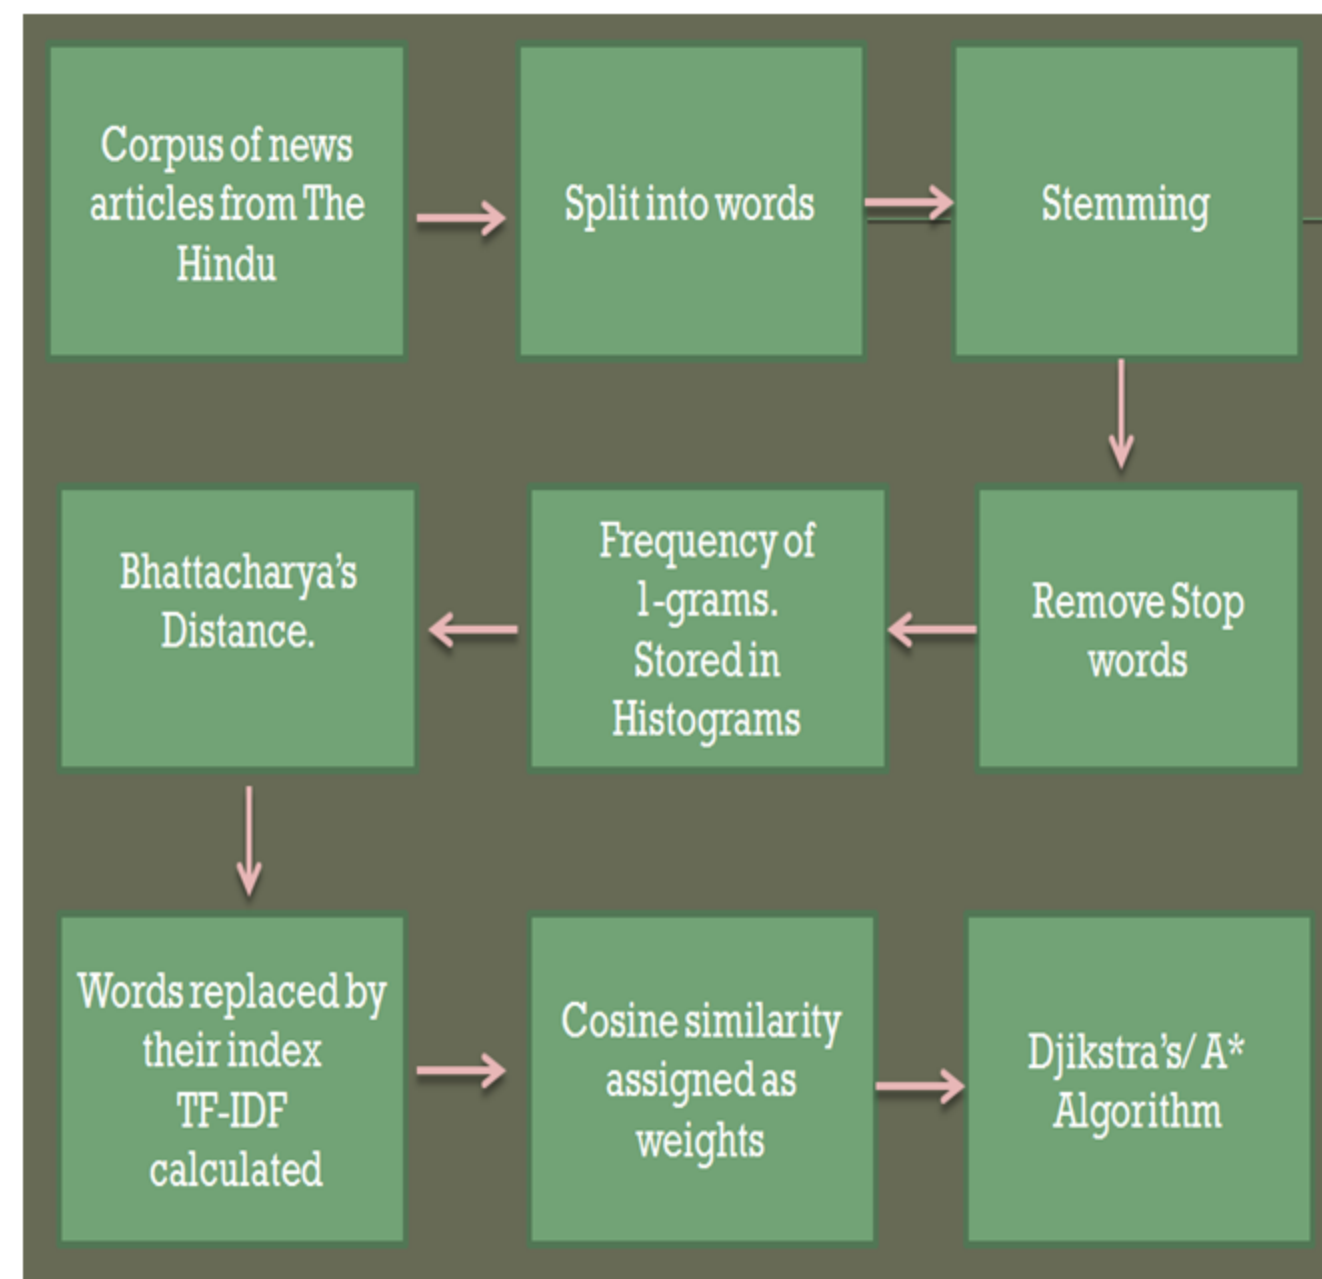 Corpus of news
articles from The
Hindu
Split into words
Stemming
Remove Stop
words
Frequency of
1-grams.
Stored in
Histograms
Bhattacharya's
Distance.
Words replaced by
their index
TF-IDF
calculated
Cosine similarity
assigned as
weights
Djikstra's/ A*
Algorithm